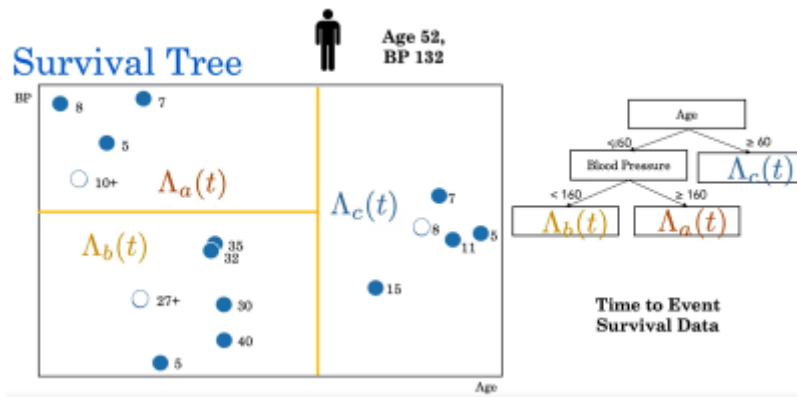 Survival Tree
Age 52,
BP 132
BP
8
7
5
10+
Λa(t)
Λb(t)
35
32
27+
30
40
5
Λc(t)
7
8
5
11
15
Age
Age
<60
≥ 60
Blood Pressure
Λc(t)
< 160
≥ 160
Λb(t)
Λa(t)
Time to Event
Survival Data